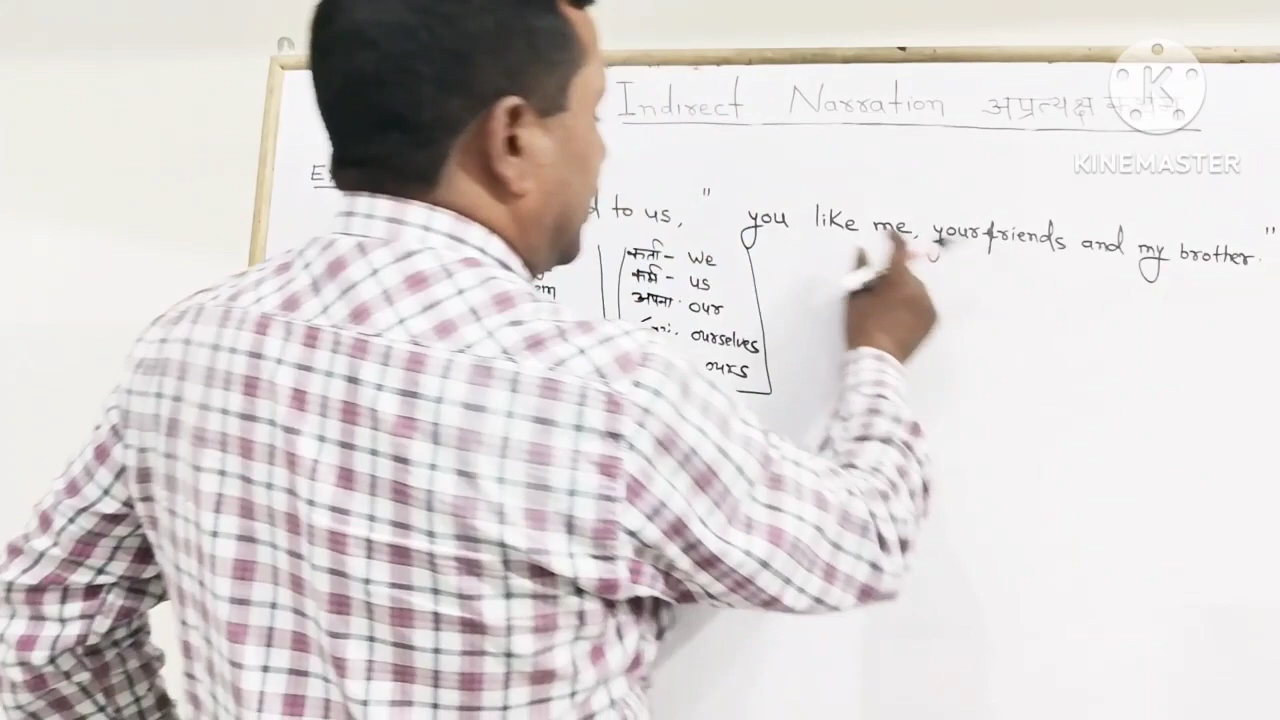 Indirect Narration अप्रत्यक्ष
K
KINEMASTER
to us, " you like me, your friends and my brother. "
कर्ता - we
कर्म - us
अपना - our
ourselves
ours